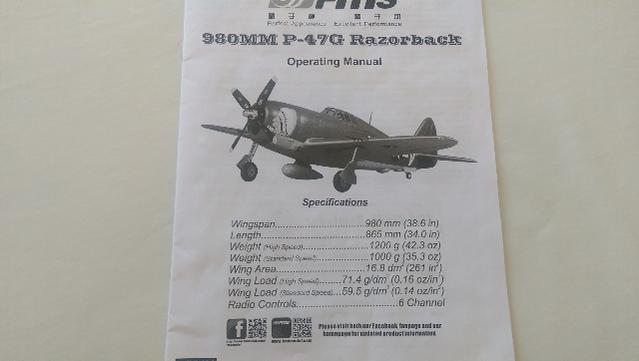 Fms
Perfect Appearance Excellent Performance
980MM P-47G Razorback
Operating Manual
Specifications
Wingspan..........................980 mm (38.6 in)
Length.............................865 mm (34.0 in)
Weight (High Speed)...................1200 g (42.3 oz)
Weight (Standard Speed)..............1000 g (35.3 oz)
Wing Area.......................16.8 dm² (261 in²)
Wing Load (High Speed)......71.4 g/dm² (0.16 oz/in²)
Wing Load (Standard Speed)...59.5 g/dm² (0.14 oz/in²)
Radio Controls..........................6 Channel
Please visit both our Facebook fanpage and our
homepage for updated product information.